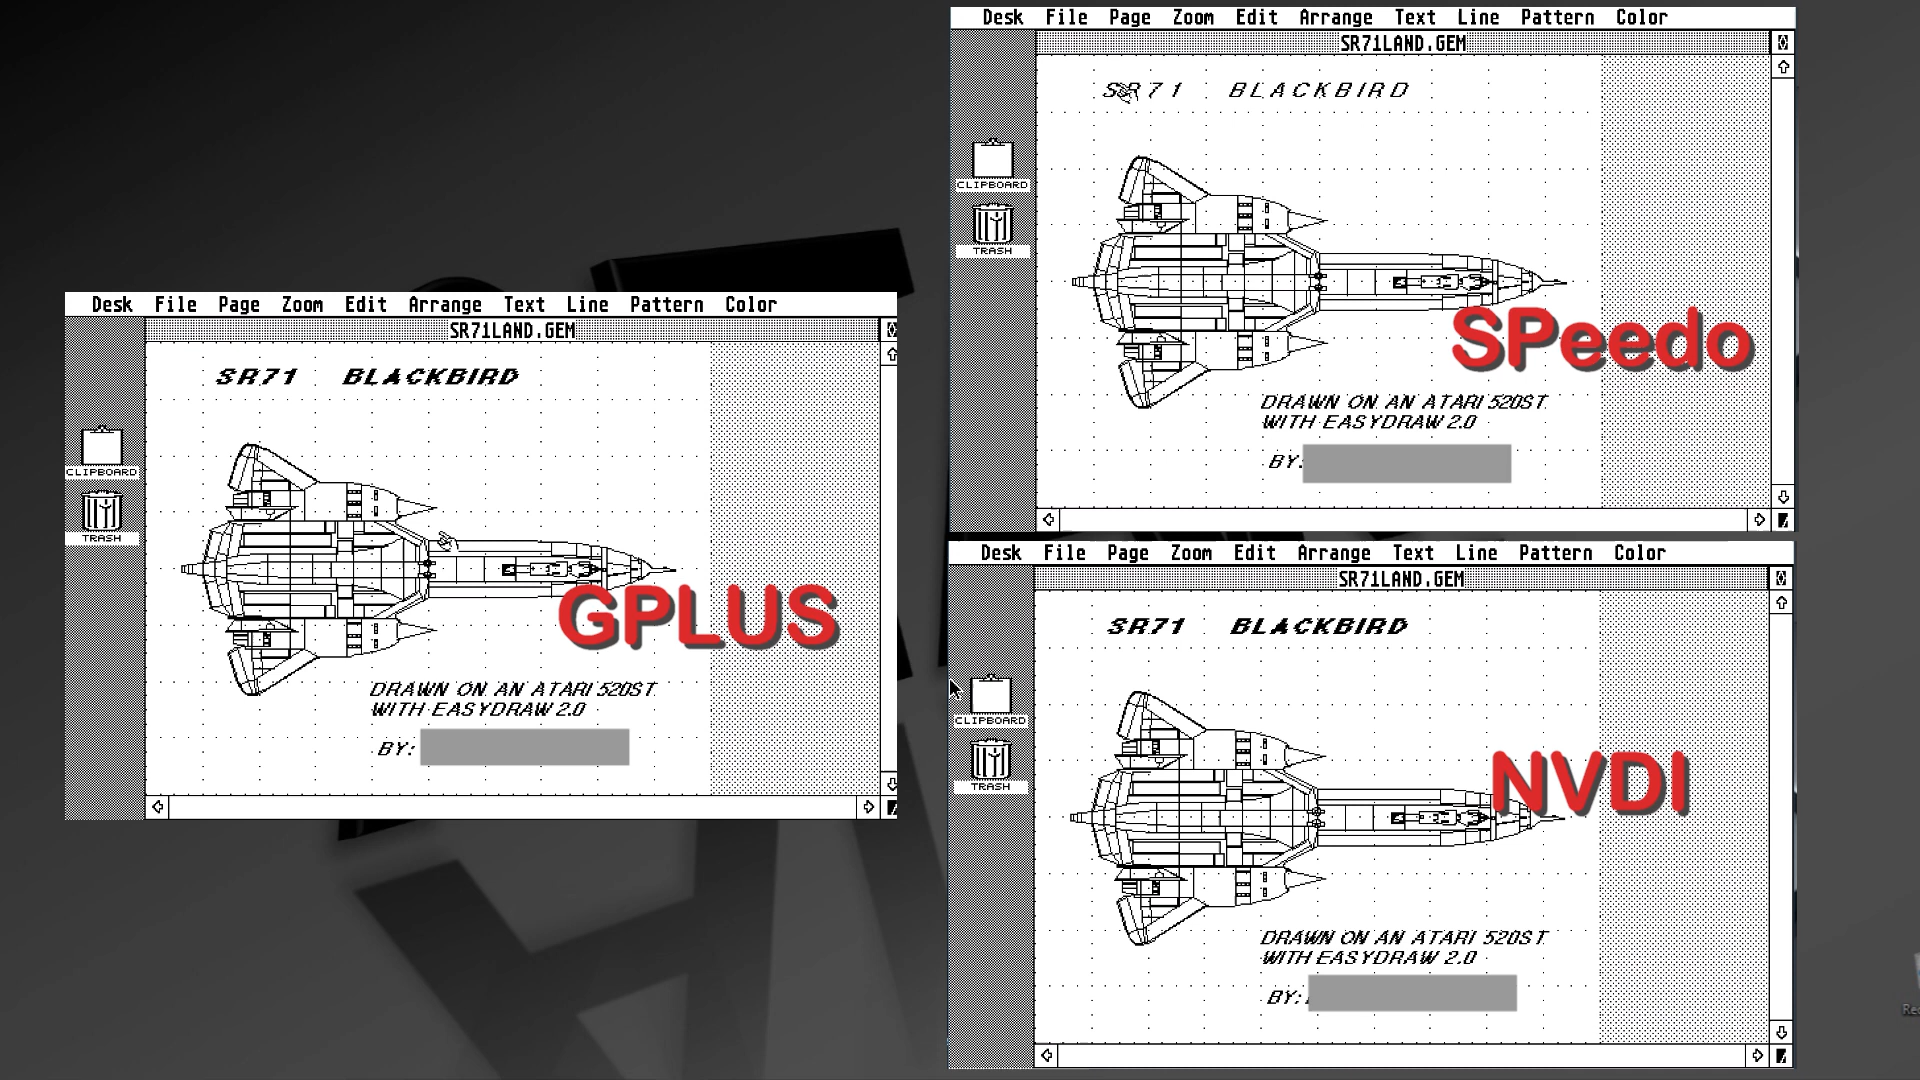 Desk File Page Zoom Edit Arrange Text Line Pattern Color
SR71LAND.GEM
SR71 BLACKBIRD
CLIPBOARD
TRASH
GPLUS
DRAWN ON AN ATARI 520ST
WITH EASYDRAW 2.0
BY:
Desk File Page Zoom Edit Arrange Text Line Pattern Color
SR71LAND.GEM
SR71 BLACKBIRD
CLIPBOARD
TRASH
SPeedo
DRAWN ON AN ATARI 520ST
WITH EASYDRAW 2.0
BY:
Desk File Page Zoom Edit Arrange Text Line Pattern Color
SR71LAND.GEM
SR71 BLACKBIRD
CLIPBOARD
TRASH
NVDI
DRAWN ON AN ATARI 520ST
WITH EASYDRAW 2.0
BY: